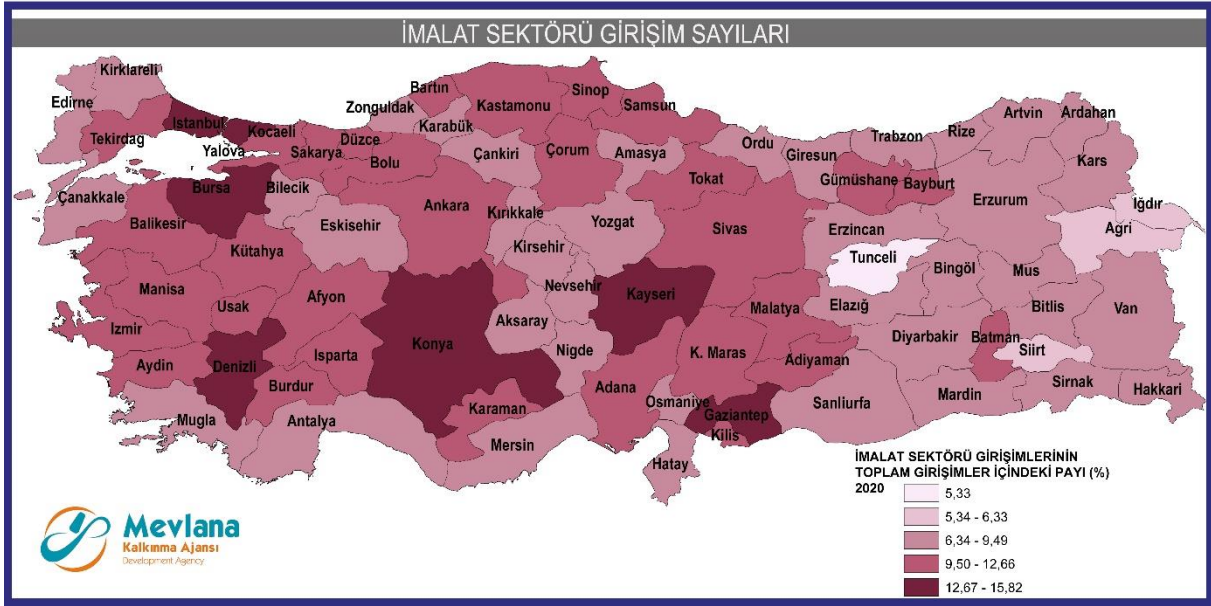 İMALAT SEKTÖRÜ GİRİŞİM SAYILARI
Kirklareli
Edirne
Tekirdag
Istanbul
Kocaeli
Yalova
Sakarya
Düzce
Bolu
Zonguldak
Bartın
Karabük
Kastamonu
Sinop
Samsun
Çankiri
Çorum
Amasya
Ordu
Giresun
Trabzon
Rize
Artvin
Ardahan
Kars
Tokat
Gümüshane
Bayburt
Erzurum
Iğdır
Agri
Çanakkale
Bursa
Bilecik
Balikesir
Eskisehir
Ankara
Kırıkkale
Yozgat
Sivas
Erzincan
Tunceli
Bingöl
Mus
Bitlis
Van
Kütahya
Kirsehir
Nevsehir
Kayseri
Malatya
Elazığ
Manisa
Usak
Afyon
Aksaray
Izmir
Konya
Nigde
K. Maras
Adiyaman
Diyarbakir
Batman
Siirt
Sirnak
Hakkari
Aydin
Denizli
Isparta
Burdur
Karaman
Adana
Osmaniye
Gaziantep
Kilis
Sanliurfa
Mardin
Mugla
Antalya
Mersin
Hatay
İMALAT SEKTÖRÜ GİRİŞİMLERİNİN
TOPLAM GİRİŞİMLER İÇİNDEKİ PAYI (%)
2020
5,33
5,34 - 6,33
6,34 - 9,49
9,50 - 12,66
12,67 - 15,82
Mevlana
Kalkınma Ajansı
Development Agency